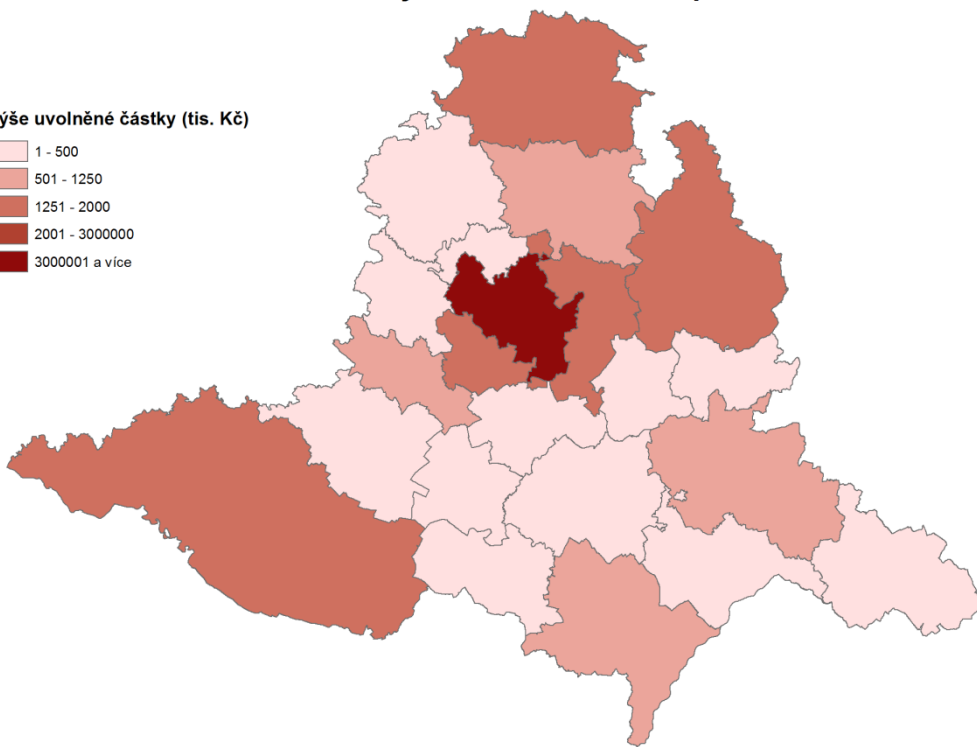 ýše uvolněné částky (tis. Kč)
1 - 500
501 - 1250
1251 - 2000
2001 - 3000000
3000001 a více